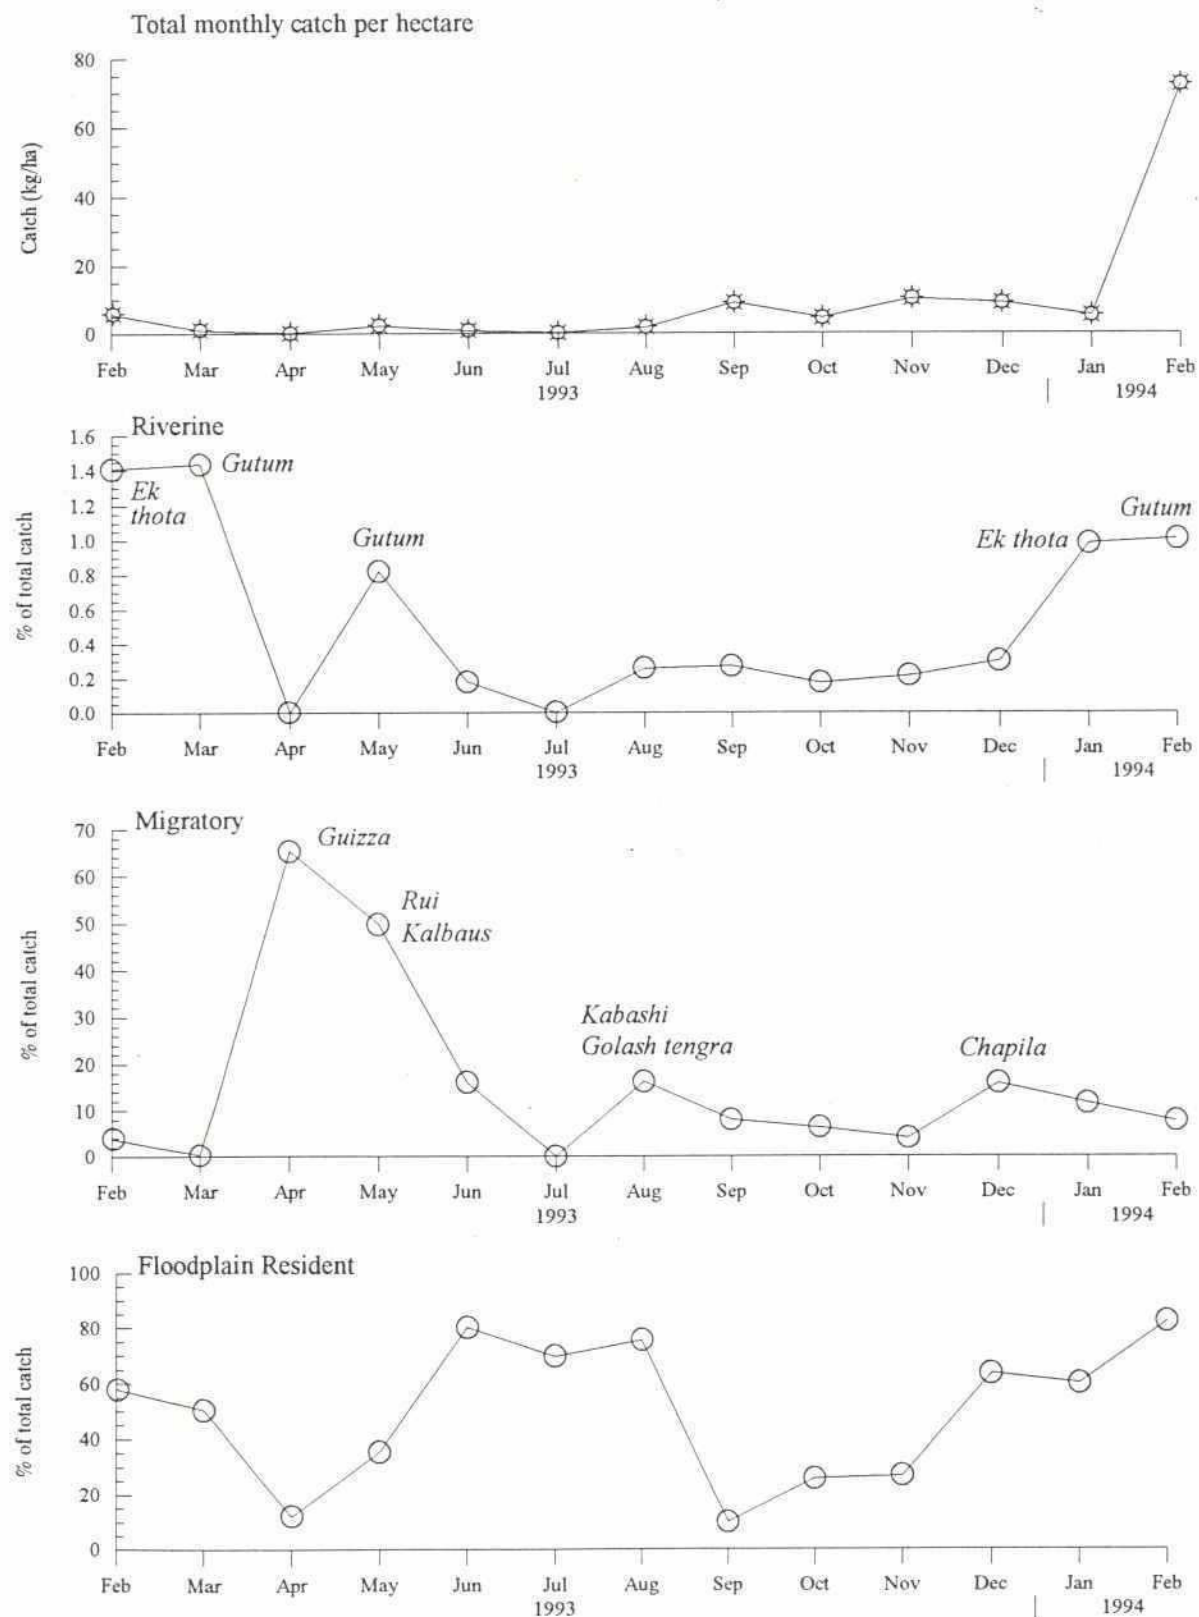 Total monthly catch per hectare
80
60
40
20
0
Catch (kg/ha)
Feb Mar Apr May Jun Jul Aug Sep Oct Nov Dec Jan Feb
1993 1994
Riverine
1.6
1.4
1.2
1.0
0.8
0.6
0.4
0.2
0.0
% of total catch
Ek
thota
Gutum
Gutum
Ek thota
Gutum
Feb Mar Apr May Jun Jul Aug Sep Oct Nov Dec Jan Feb
1993 1994
Migratory
70
60
50
40
30
20
10
0
% of total catch
Guizza
Rui
Kalbaus
Kabashi
Golash tengra
Chapila
Feb Mar Apr May Jun Jul Aug Sep Oct Nov Dec Jan Feb
1993 1994
Floodplain Resident
100
80
60
40
20
0
% of total catch
Feb Mar Apr May Jun Jul Aug Sep Oct Nov Dec Jan Feb
1993 1994